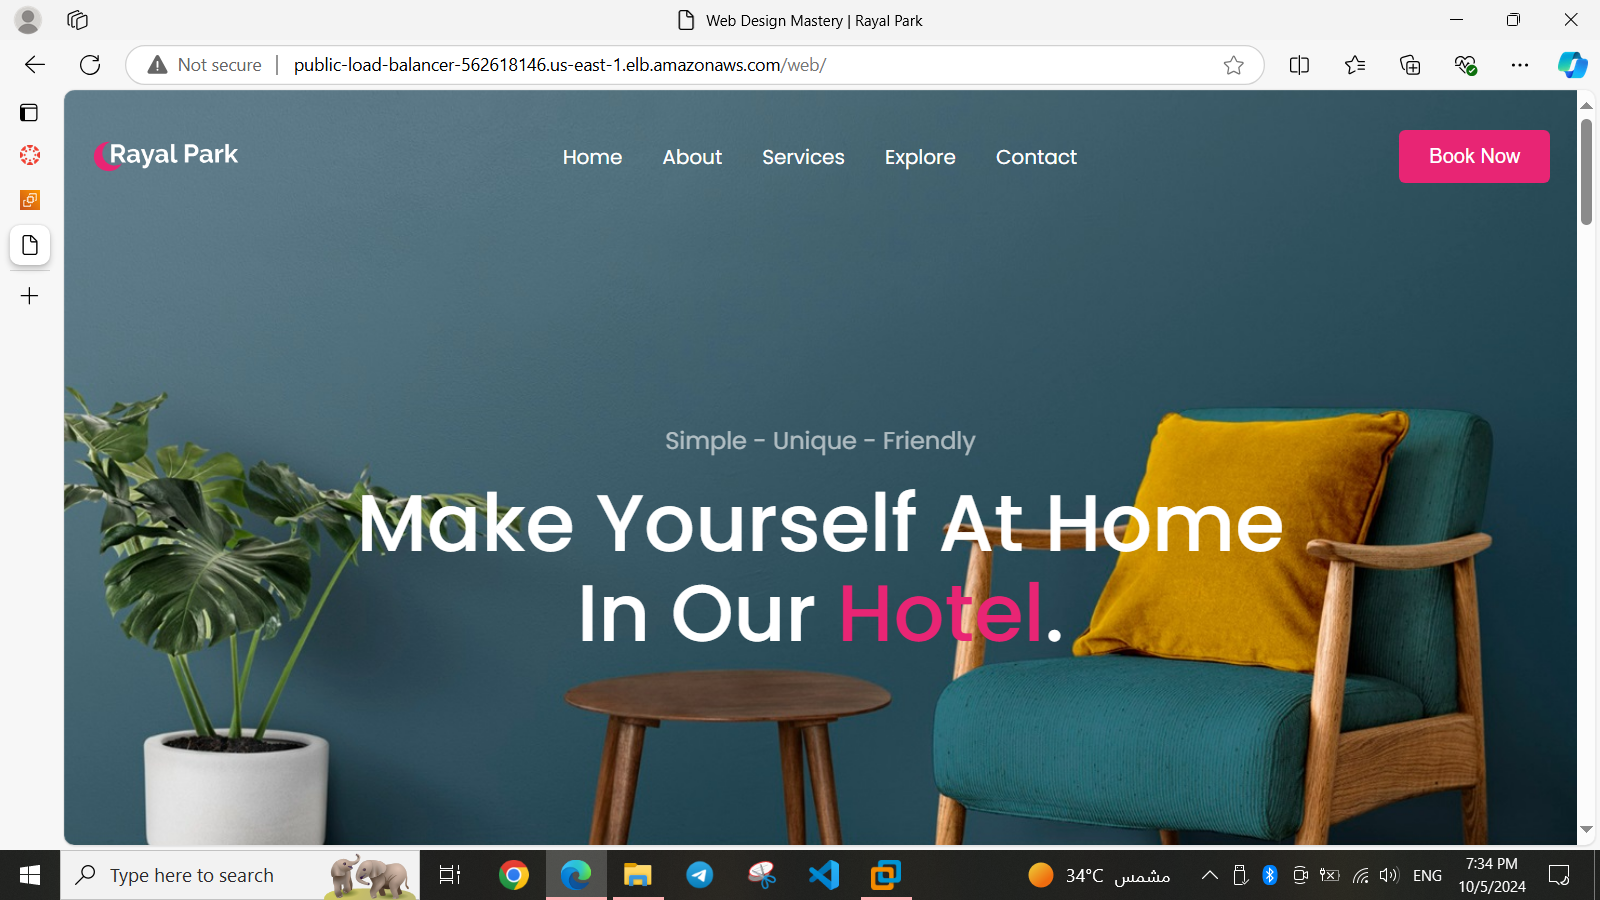 Web Design Mastery | Rayal Park
Not secure
public-load-balancer-562618146.us-east-1.elb.amazonaws.com/web/
Rayal Park
Home
About
Services
Explore
Contact
Book Now
Simple - Unique - Friendly
Make Yourself At Home
In Our Hotel.
Type here to search
34°C مشمس
ENG
7:34 PM
10/5/2024